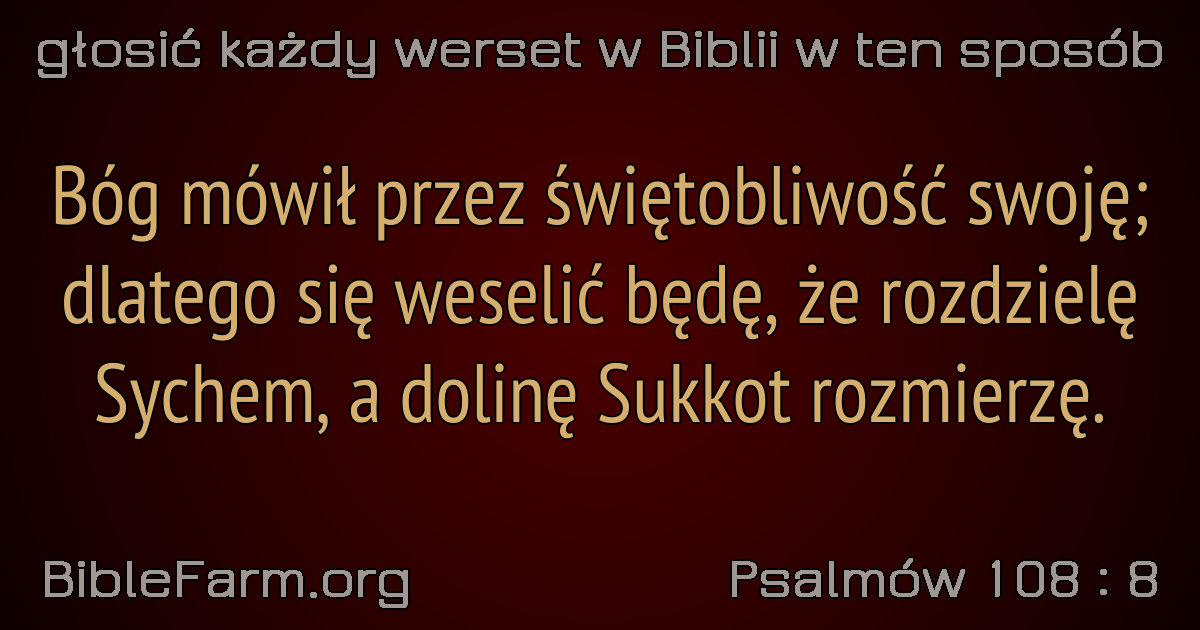 głosić każdy werset w Biblii w ten sposób
Bóg mówił przez świętobliwość swoję;
dlatego się weselić będę, że rozdzielę
Sychem, a dolinę Sukkot rozmierzę.
BibleFarm.org
Psalmów 108 : 8